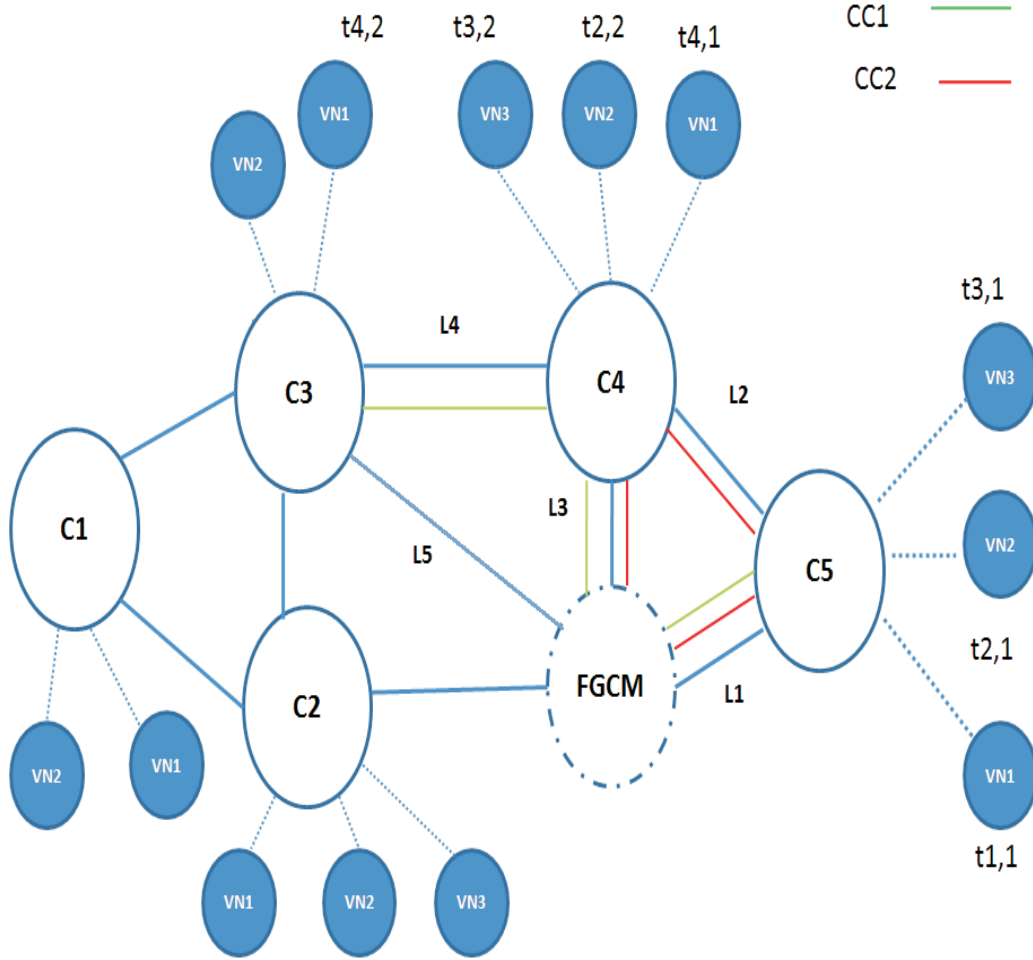 CC1
t4,2 t3,2 t2,2 t4,1
CC2
VN1 VN3 VN2 VN1
VN2
t3,1
L4
VN3
C3 C4 L2
L3
C1 VN2
L5 C5
t2,1
FGCM
C2 L1
VN2 VN1 VN1
t1,1
VN1 VN2 VN3